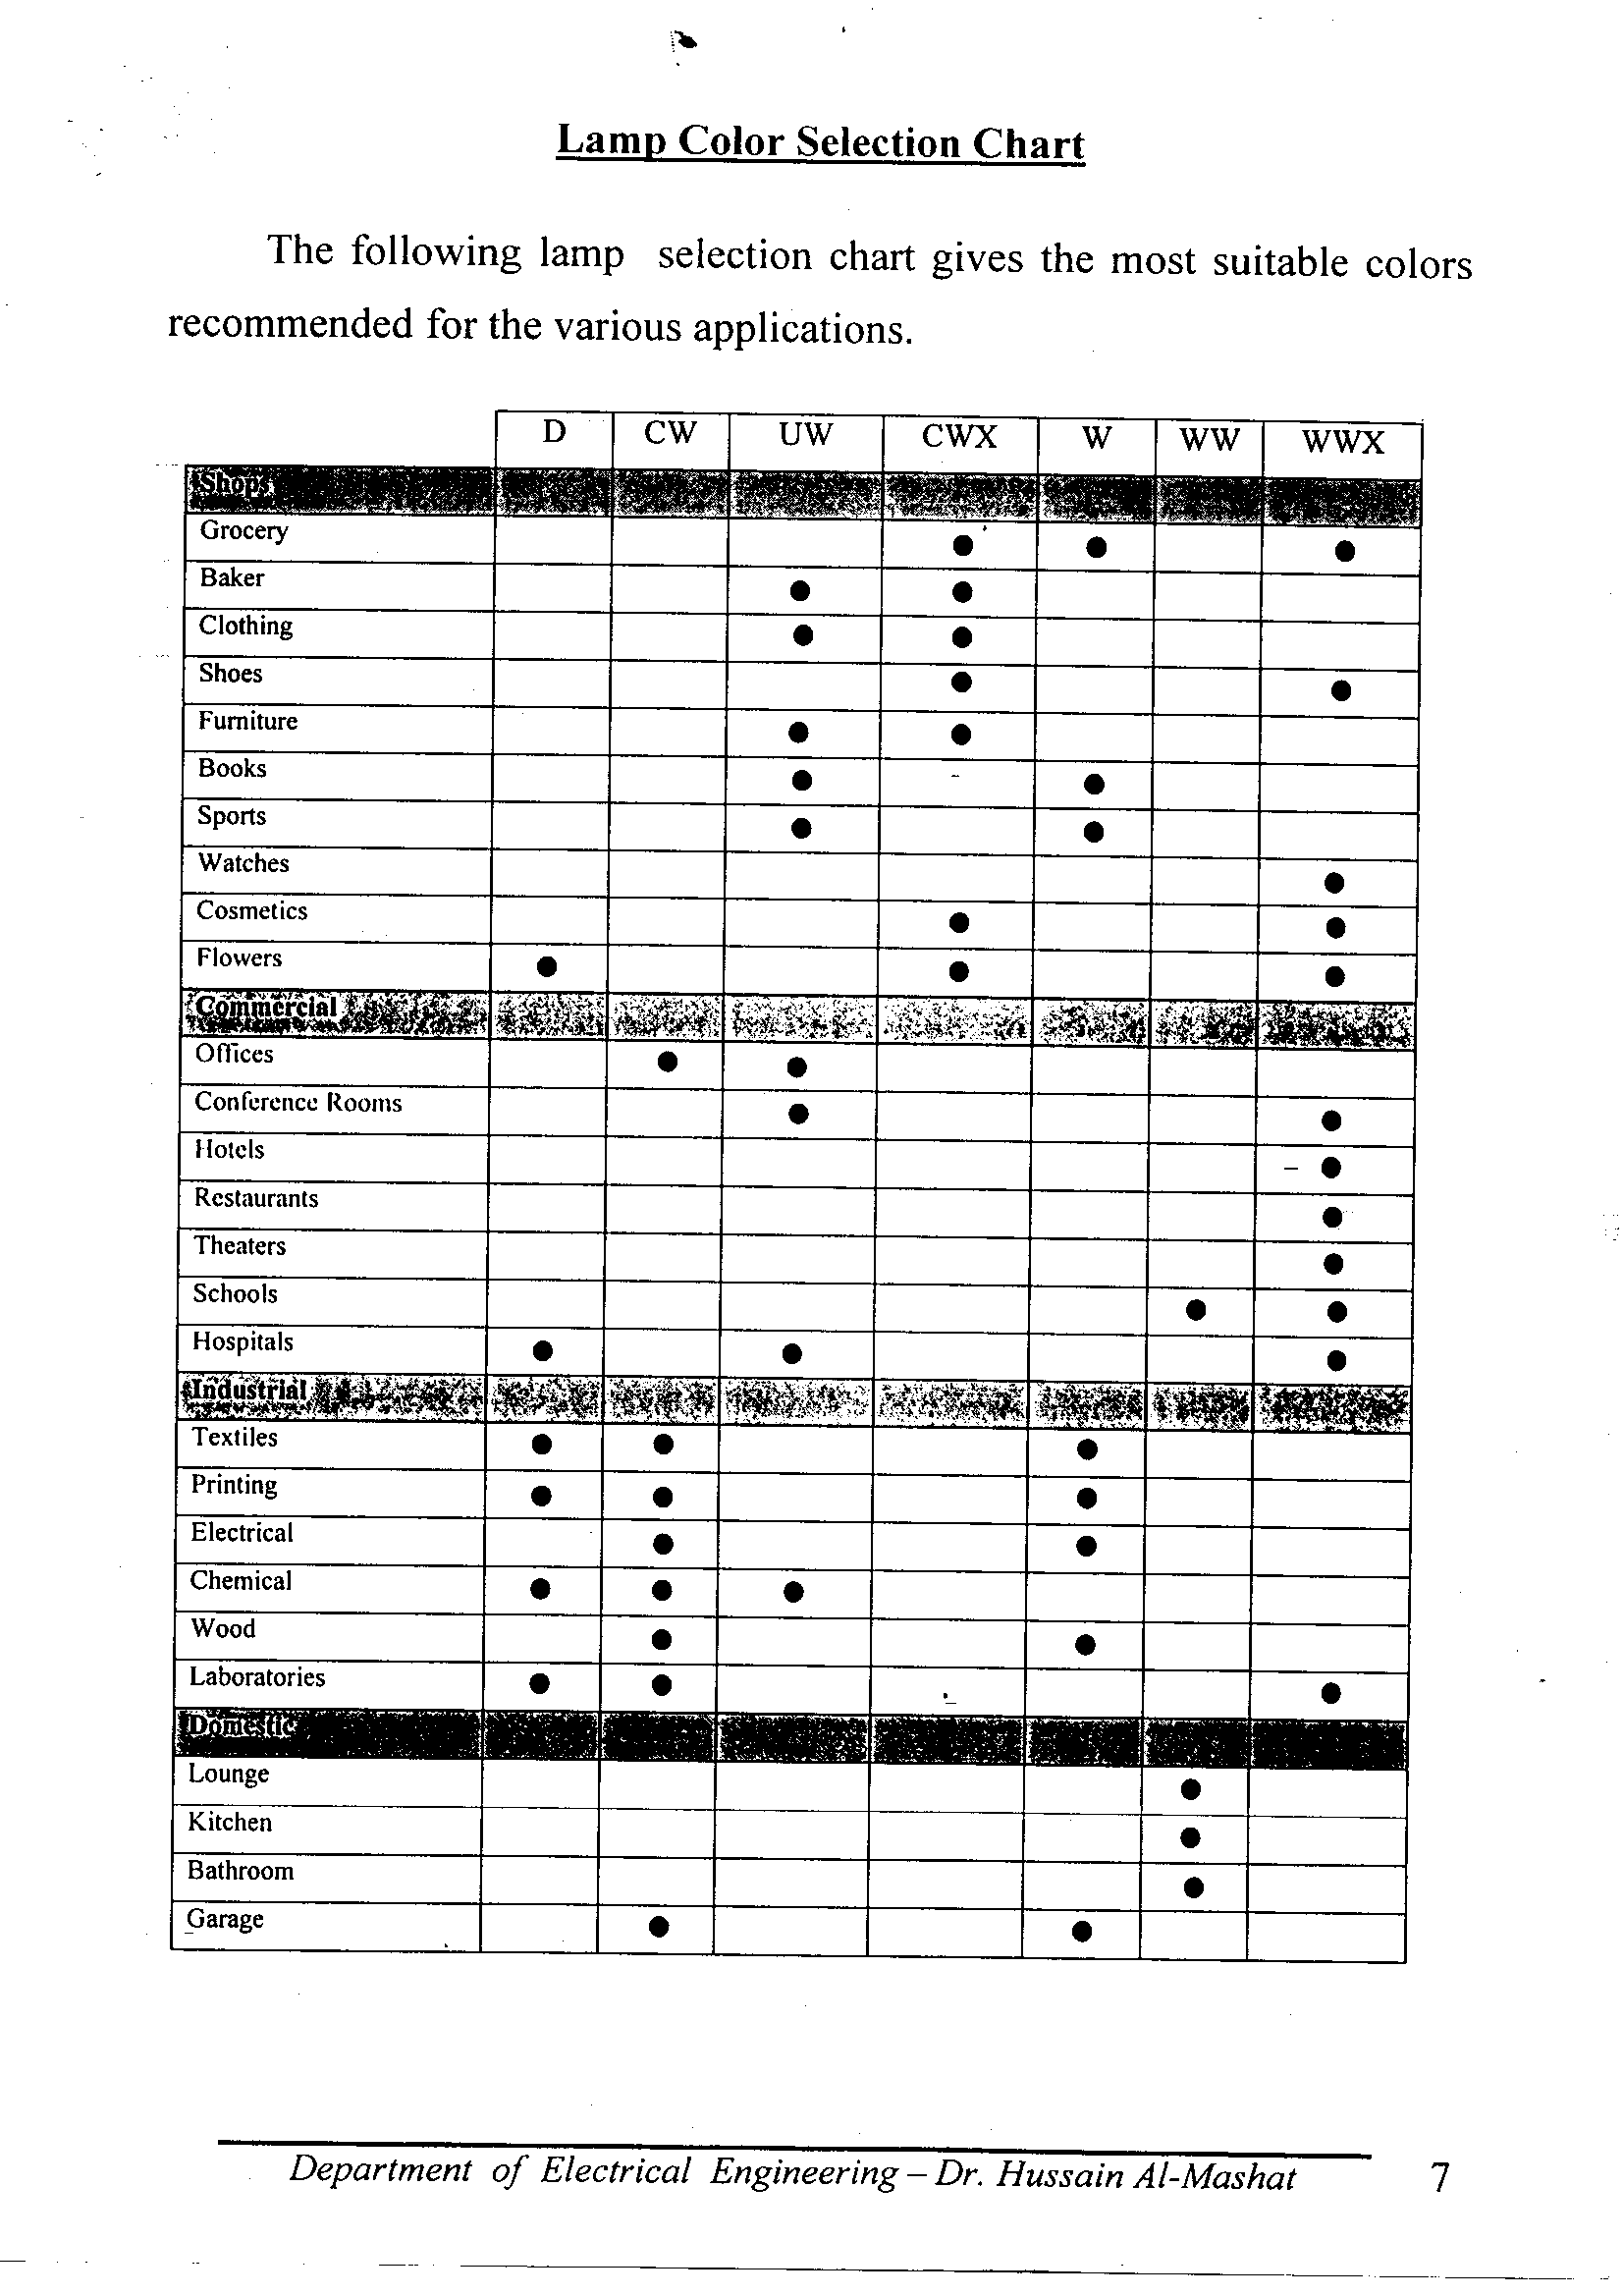 Lamp Color Selection Chart
The following lamp selection chart gives the most suitable colors
recommended for the various applications.
D CW UW CWX W WW WWX
Shops
Grocery ● ● ●
Baker ● ●
Clothing ● ●
Shoes ● ●
Furniture ● ●
Books ● ●
Sports ● ●
Watches ●
Cosmetics ● ●
Flowers ● ● ●
Commercial
Offices ● ●
Conference Rooms ● ●
Hotels ●
Restaurants ●
Theaters ●
Schools ● ●
Hospitals ● ● ●
Industrial
Textiles ● ● ●
Printing ● ● ●
Electrical ● ●
Chemical ● ● ●
Wood ● ●
Laboratories ● ● ●
Domestic
Lounge ●
Kitchen ●
Bathroom ●
Garage ● ●
Department of Electrical Engineering – Dr. Hussain Al-Mashat 7